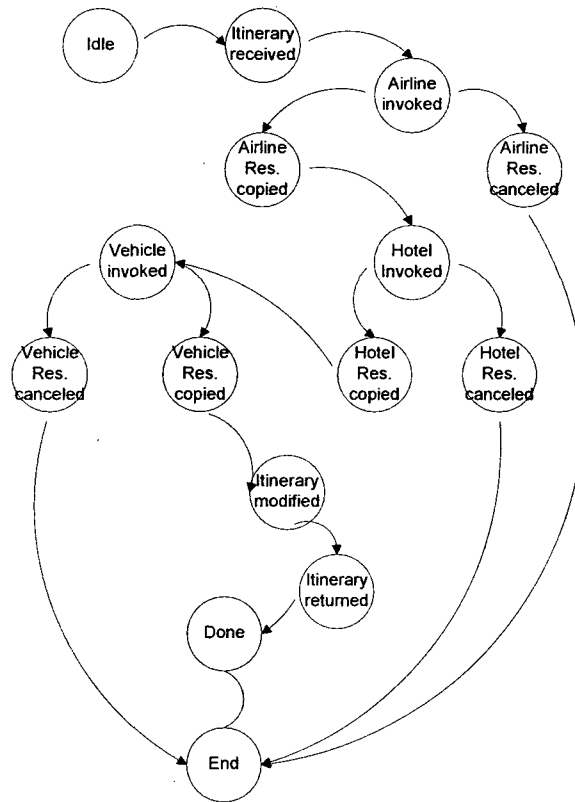 Idle
Itinerary
received
Airline
invoked
Airline
Res.
copied
Airline
Res.
canceled
Vehicle
invoked
Hotel
Invoked
Vehicle
Res.
canceled
Vehicle
Res.
copied
Hotel
Res.
copied
Hotel
Res.
canceled
Itinerary
modified
Itinerary
returned
Done
End